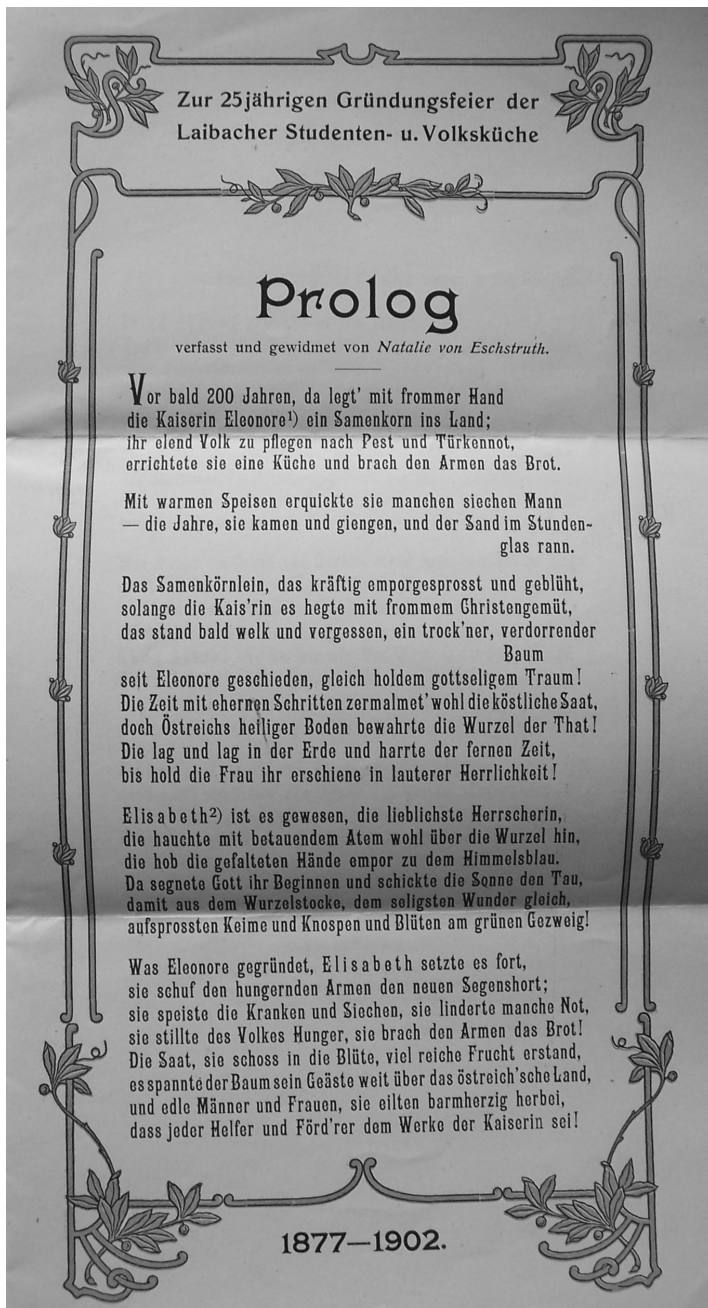 Zur 25jährigen Gründungsfeier der
Laibacher Studenten- u. Volksküche
Prolog
verfasst und gewidmet von Natalie von Eschstruth.
Vor bald 200 Jahren, da legt' mit frommer Hand
die Kaiserin Eleonore¹) ein Samenkorn ins Land;
ihr elend Volk zu pflegen nach Pest und Türkennot,
errichtete sie eine Küche und brach den Armen das Brot.
Mit warmen Speisen erquickte sie manchen siechen Mann
— die Jahre, sie kamen und giengen, und der Sand im Stunden-
glas rann.
Das Samenkörnlein, das kräftig emporgesprosst und geblüht,
solange die Kais'rin es hegte mit frommem Christengemüt,
das stand bald welk und vergessen, ein trock'ner, verdorrender
Baum
seit Eleonore geschieden, gleich holdem gottseligem Traum!
Die Zeit mit ehernen Schritten zermalmet' wohl die köstliche Saat,
doch Östreichs heiliger Boden bewahrte die Wurzel der That!
Die lag und lag in der Erde und harrte der fernen Zeit,
bis hold die Frau ihr erschiene in lauterer Herrlichkeit!
Elisabeth²) ist es gewesen, die lieblichste Herrscherin,
die hauchte mit betauendem Atem wohl über die Wurzel hin,
die hob die gefalteten Hände empor zu dem Himmelsblau.
Da segnete Gott ihr Beginnen und schickte die Sonne den Tau,
damit aus dem Wurzelstocke, dem seligsten Wunder gleich,
aufsprossten Keime und Knospen und Blüten am grünen Gezweig!
Was Eleonore gegründet, Elisabeth setzte es fort,
sie schuf den hungernden Armen den neuen Segenshort;
sie speiste die Kranken und Siechen, sie linderte manche Not,
sie stillte des Volkes Hunger, sie brach den Armen das Brot!
Die Saat, sie schoss in die Blüte, viel reiche Frucht erstand,
es spannte der Baum sein Geäste weit über das östreich'sche Land,
und edle Männer und Frauen, sie eilten barmherzig herbei,
dass jeder Helfer und Förd'rer dem Werke der Kaiserin sei!
1877—1902.